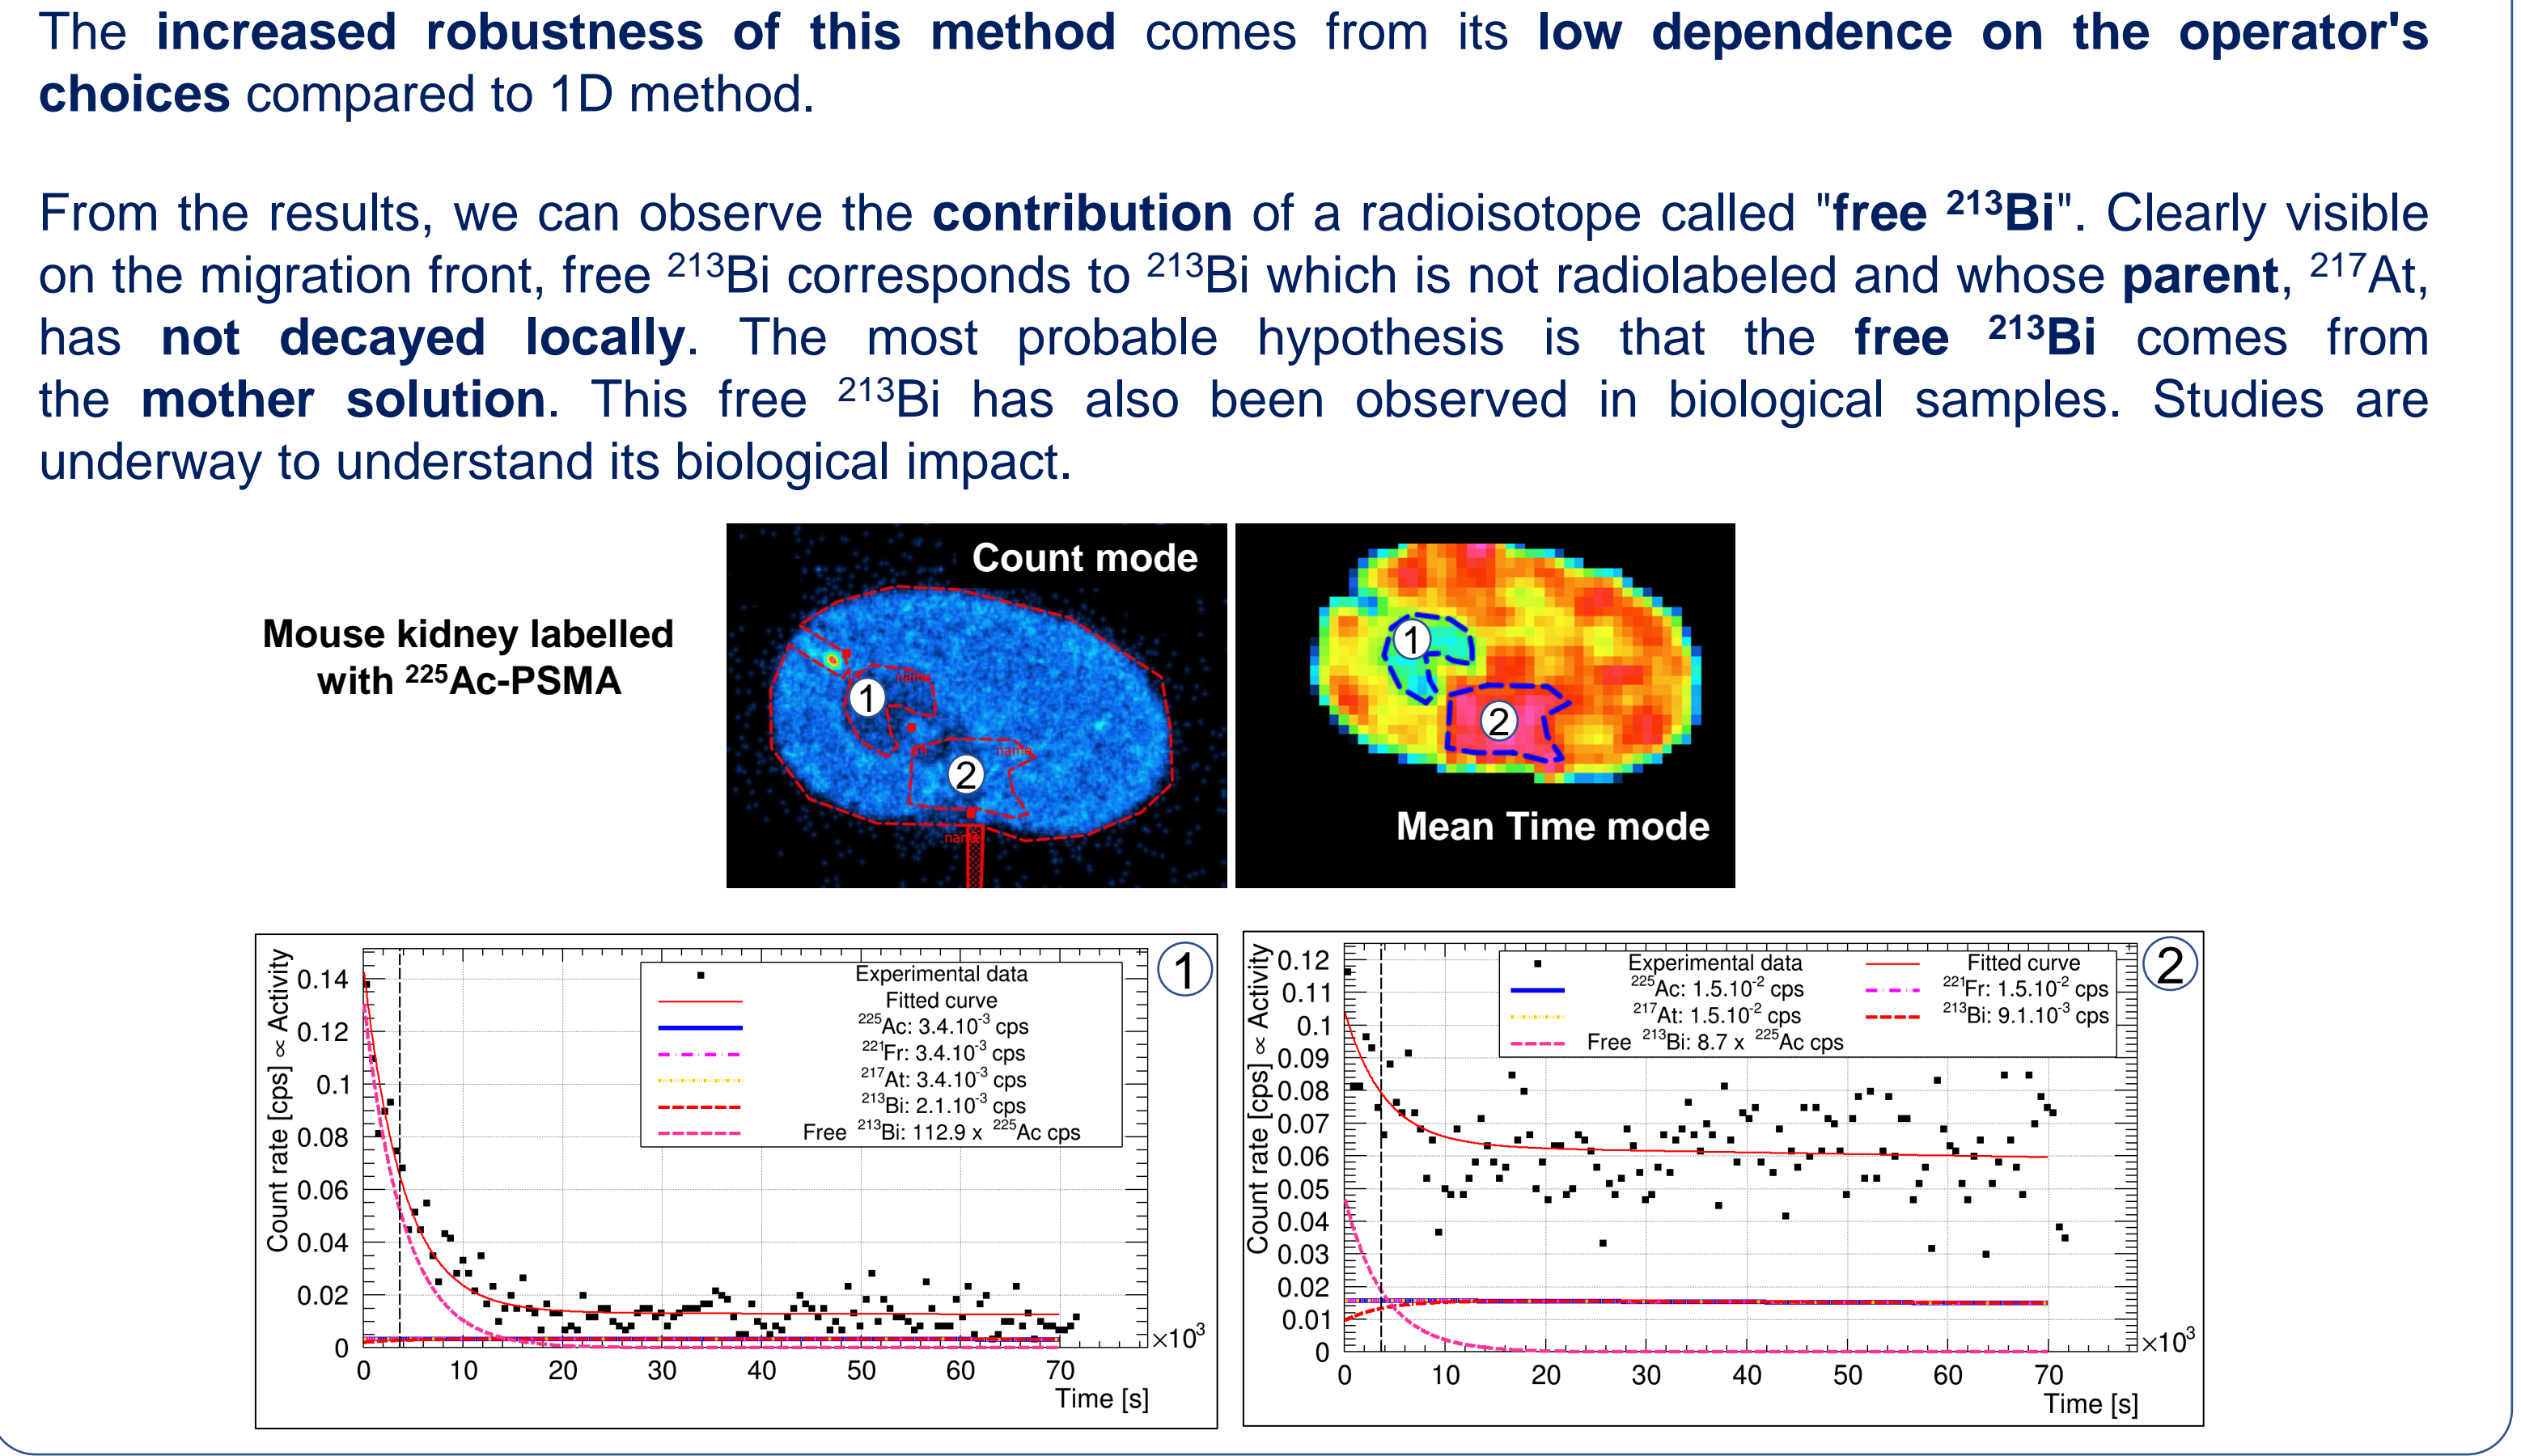 The increased robustness of this method comes from its low dependence on the operator's
choices compared to 1D method.
From the results, we can observe the contribution of a radioisotope called "free ²¹³Bi". Clearly visible
on the migration front, free ²¹³Bi corresponds to ²¹³Bi which is not radiolabeled and whose parent, ²¹⁷At,
has not decayed locally. The most probable hypothesis is that the free ²¹³Bi comes from
the mother solution. This free ²¹³Bi has also been observed in biological samples. Studies are
underway to understand its biological impact.
Mouse kidney labelled
with ²²⁵Ac-PSMA
Count mode
name
1
name
2
name
1
2
Mean Time mode
1
Count rate [cps] ∝ Activity
0.14
0.12
0.1
0.08
0.06
0.04
0.02
0
Experimental data
Fitted curve
²²⁵Ac: 3.4.10⁻³ cps
²²¹Fr: 3.4.10⁻³ cps
²¹⁷At: 3.4.10⁻³ cps
²¹³Bi: 2.1.10⁻³ cps
Free ²¹³Bi: 112.9 x ²²⁵Ac cps
×10³
0 10 20 30 40 50 60 70
Time [s]
2
Count rate [cps] ∝ Activity
0.12
0.11
0.1
0.09
0.08
0.07
0.06
0.05
0.04
0.03
0.02
0.01
0
Experimental data Fitted curve
²²⁵Ac: 1.5.10⁻² cps ²²¹Fr: 1.5.10⁻² cps
²¹⁷At: 1.5.10⁻² cps ²¹³Bi: 9.1.10⁻³ cps
Free ²¹³Bi: 8.7 x ²²⁵Ac cps
×10³
0 10 20 30 40 50 60 70
Time [s]